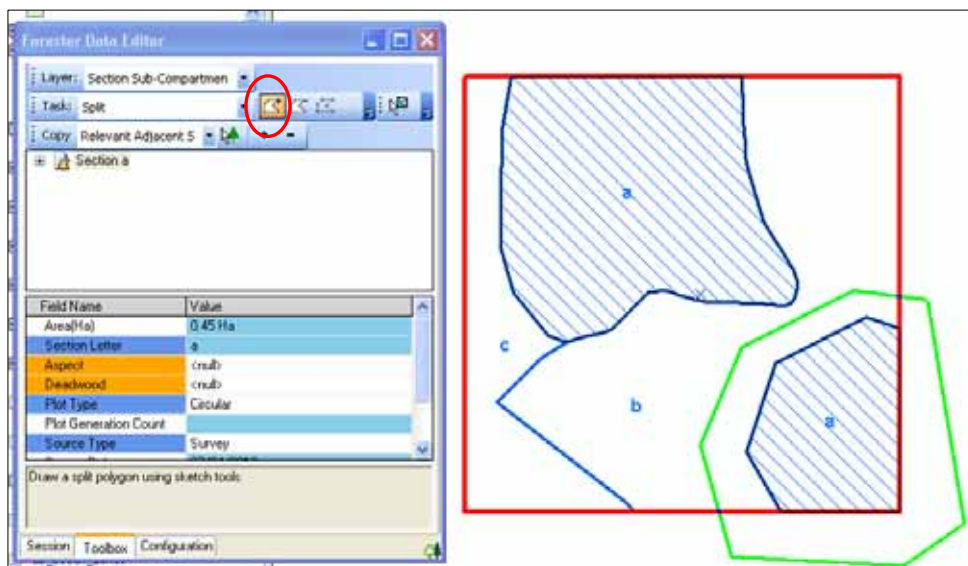 Forester Data Editor
Layer: Section Sub-Compartmen
Task: Split
Copy Relevant Adjacent S
Section a
Field Name Value
Area(Ha) 0.45 Ha
Section Letter a
Aspect <null>
Deadwood <null>
Plot Type Circular
Plot Generation Count
Source Type Survey
Draw a split polygon using sketch tools
Session Toolbox Configuration
a
c
b
a